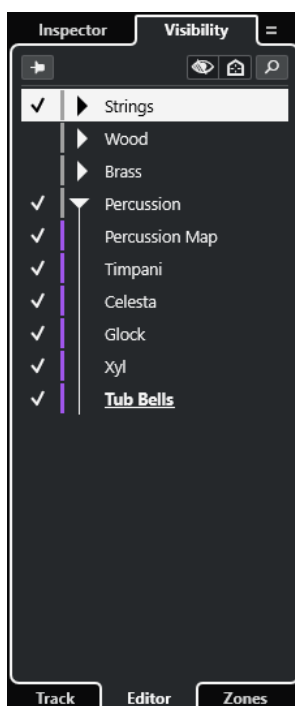 Inspector Visibility
Strings
Wood
Brass
Percussion
Percussion Map
Timpani
Celesta
Glock
Xyl
Tub Bells
Track Editor Zones